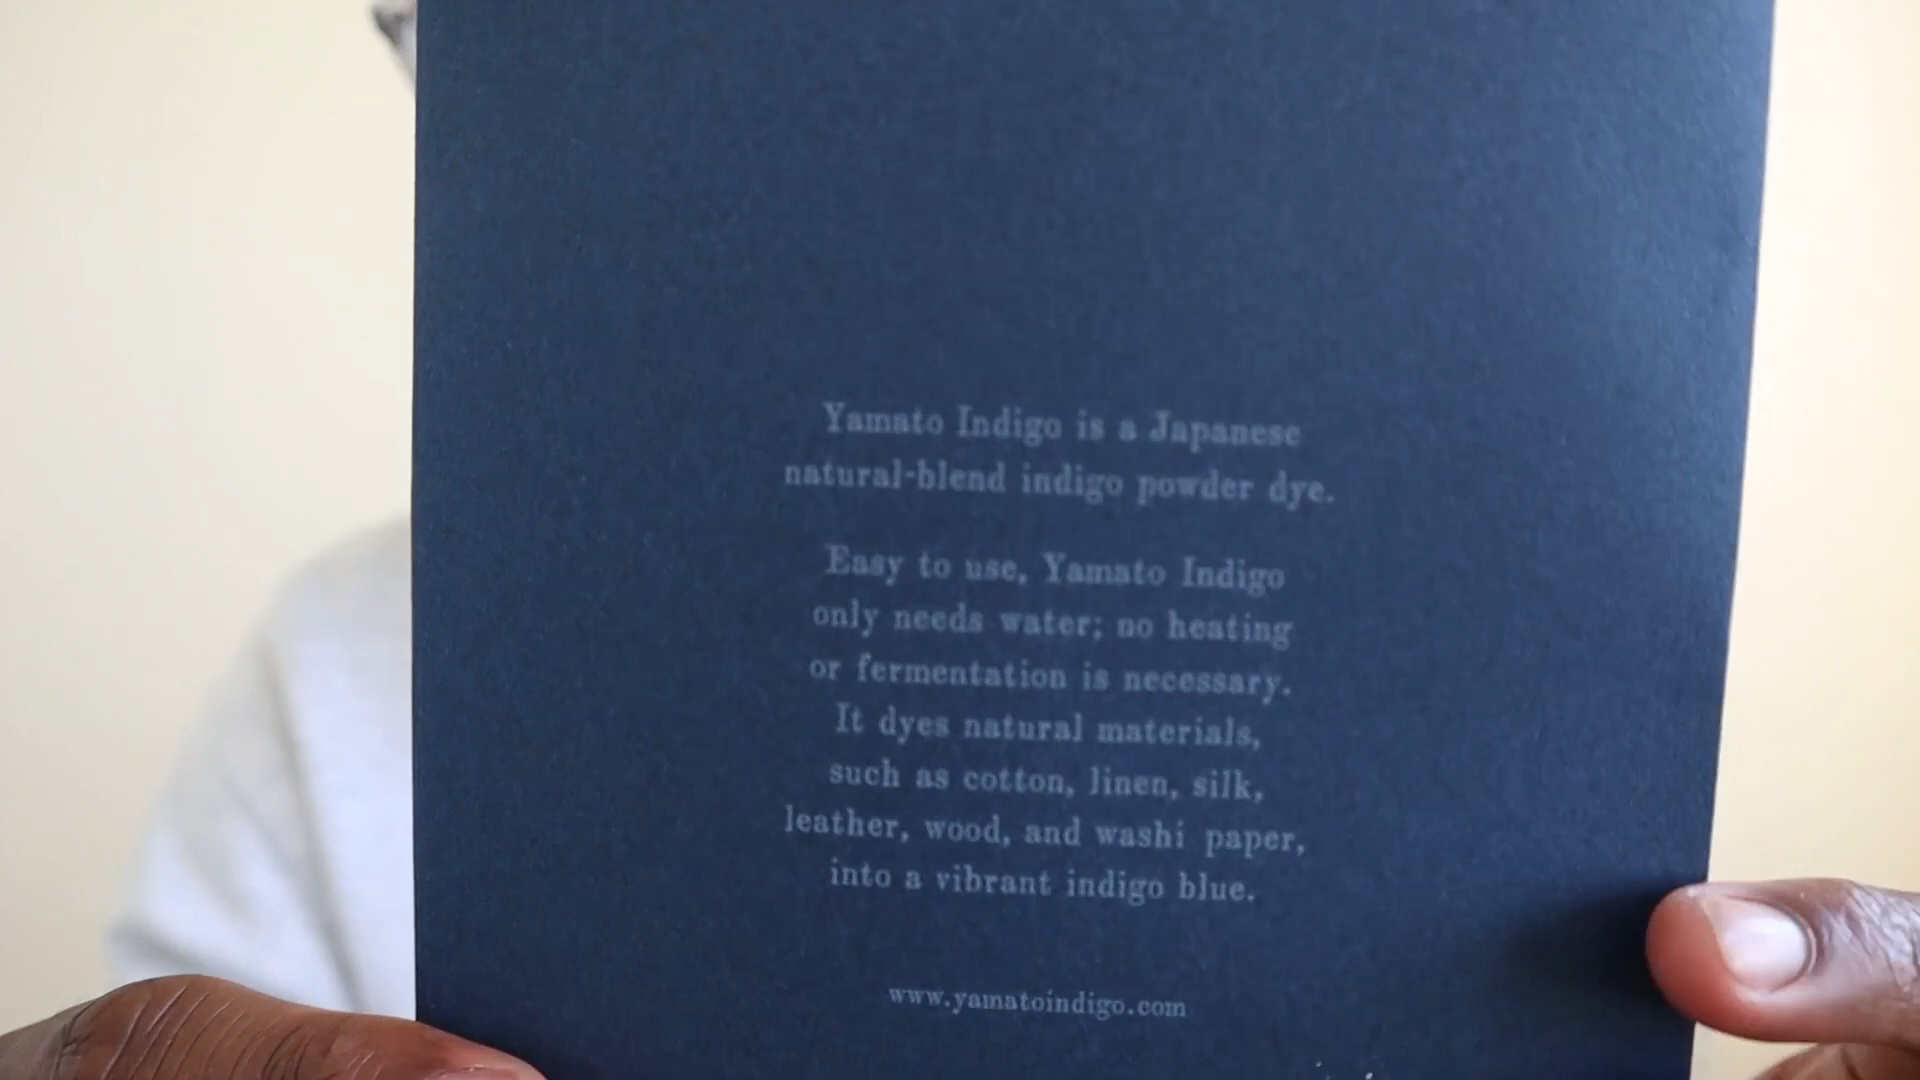 Yamato Indigo is a Japanese
natural-blend indigo powder dye.
Easy to use, Yamato Indigo
only needs water; no heating
or fermentation is necessary.
It dyes natural materials,
such as cotton, linen, silk,
leather, wood, and washi paper,
into a vibrant indigo blue.
www.yamatoindigo.com